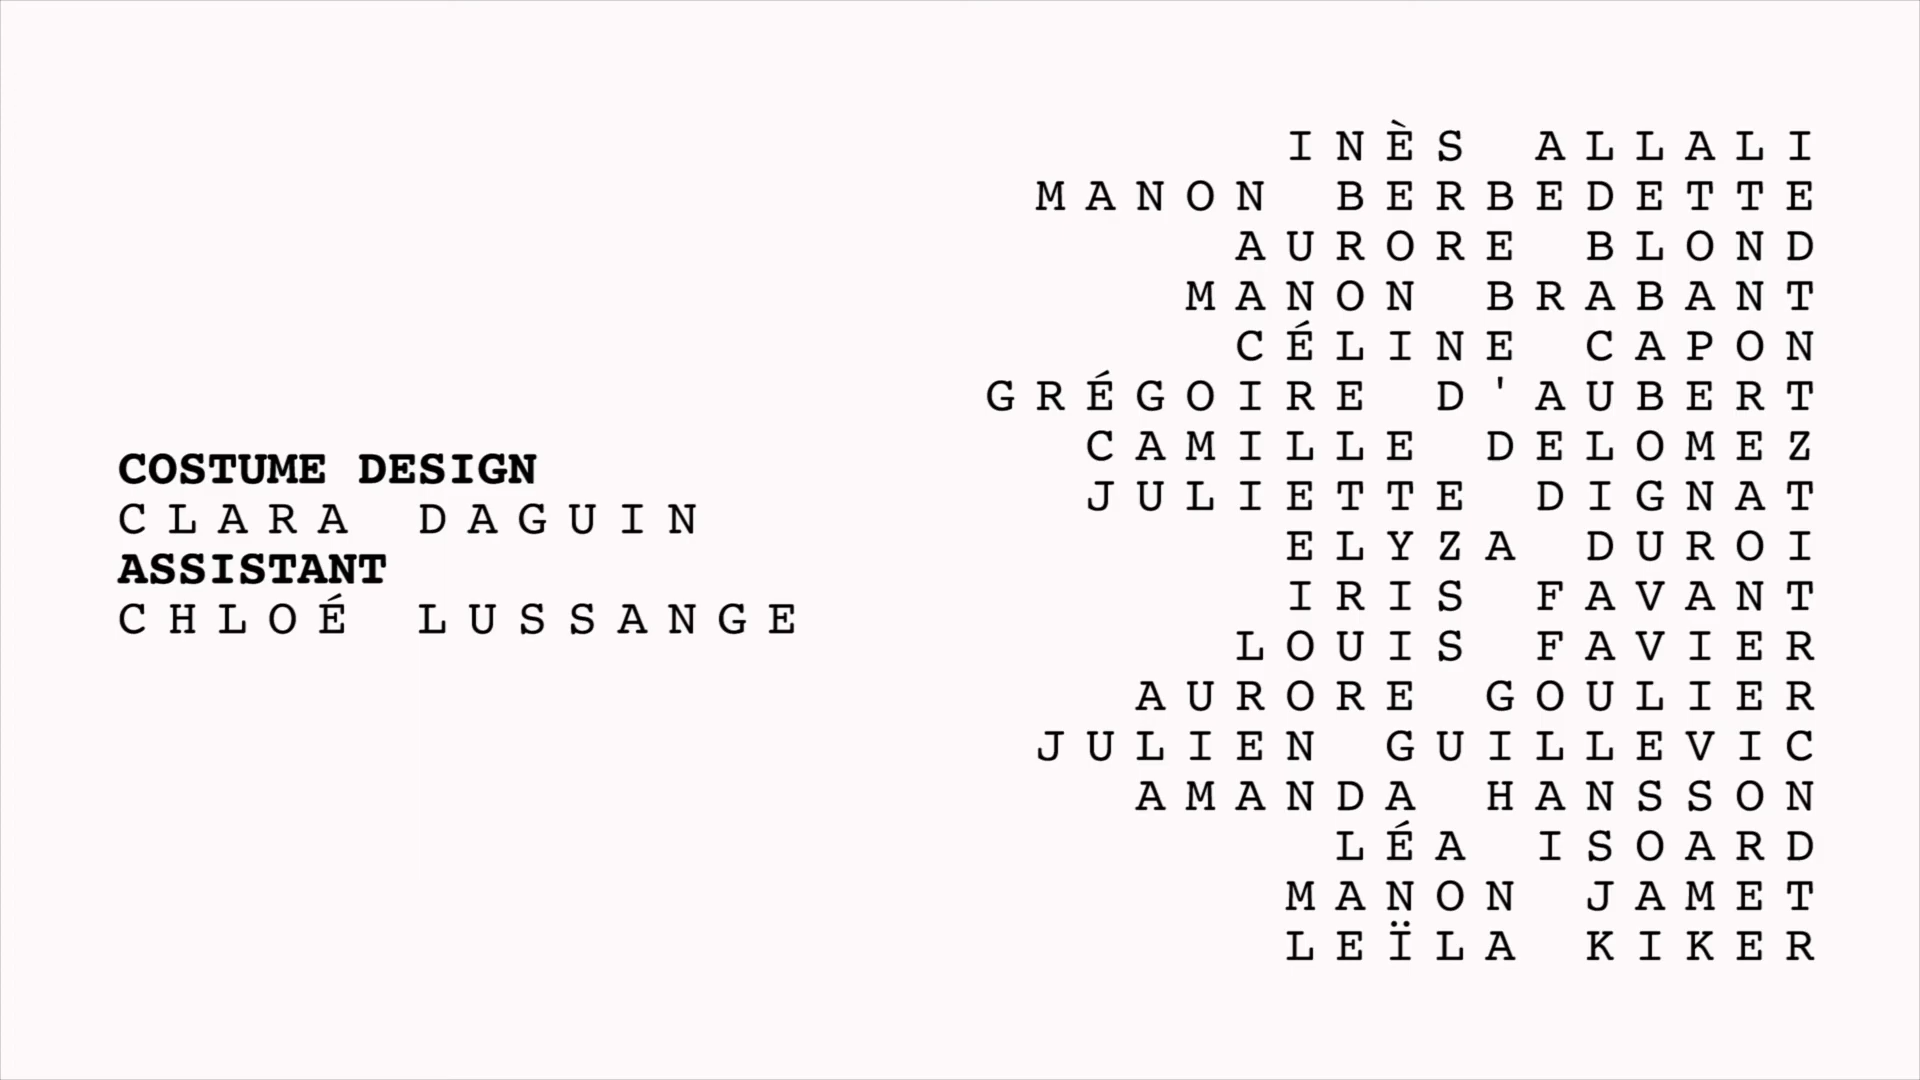 COSTUME DESIGN
CLARA DAGUIN
ASSISTANT
CHLOÉ LUSSANGE
INÈS ALLALI
MANON BERBEDETTE
AURORE BLOND
MANON BRABANT
CÉLINE CAPON
GRÉGOIRE D'AUBERT
CAMILLE DELOMEZ
JULIETTE DIGNAT
ELYZA DUROI
IRIS FAVANT
LOUIS FAVIER
AURORE GOULIER
JULIEN GUILLEVIC
AMANDA HANSSON
LÉA ISOARD
MANON JAMET
LEÏLA KIKER